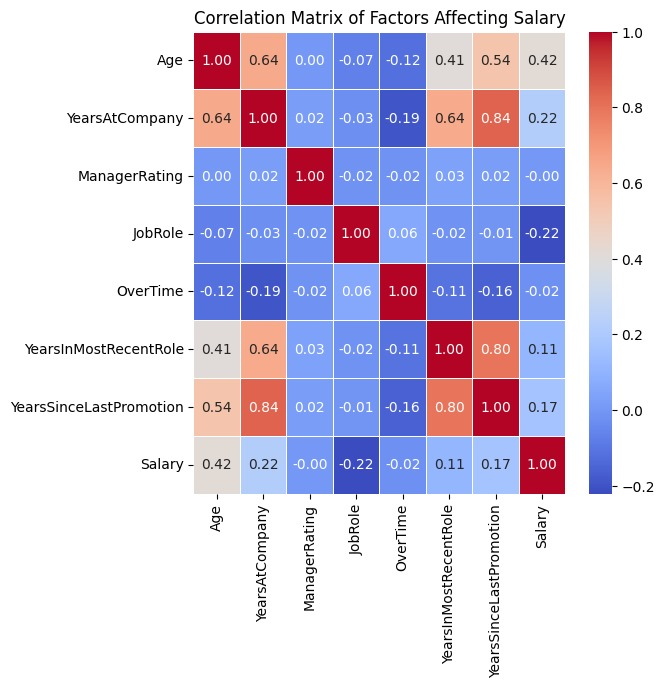 Correlation Matrix of Factors Affecting Salary
Age 1.00 0.64 0.00 -0.07 -0.12 0.41 0.54 0.42
YearsAtCompany 0.64 1.00 0.02 -0.03 -0.19 0.64 0.84 0.22
ManagerRating 0.00 0.02 1.00 -0.02 -0.02 0.03 0.02 -0.00
JobRole -0.07 -0.03 -0.02 1.00 0.06 -0.02 -0.01 -0.22
OverTime -0.12 -0.19 -0.02 0.06 1.00 -0.11 -0.16 -0.02
YearsInMostRecentRole 0.41 0.64 0.03 -0.02 -0.11 1.00 0.80 0.11
YearsSinceLastPromotion 0.54 0.84 0.02 -0.01 -0.16 0.80 1.00 0.17
Salary 0.42 0.22 -0.00 -0.22 -0.02 0.11 0.17 1.00
Age
YearsAtCompany
ManagerRating
JobRole
OverTime
YearsInMostRecentRole
YearsSinceLastPromotion
Salary
1.0
0.8
0.6
0.4
0.2
0.0
−0.2